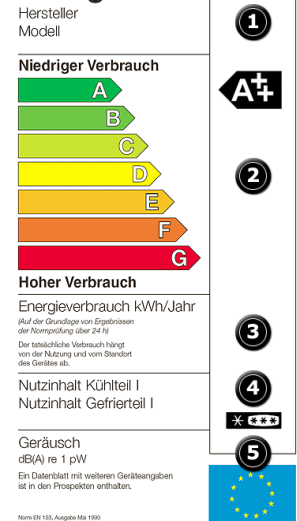 Hersteller
Modell
1
Niedriger Verbrauch
A
A++
B
C
D
2
E
F
G
Hoher Verbrauch
Energieverbrauch kWh/Jahr
(Auf der Grundlage von Ergebnissen
der Normprüfung über 24 h)
3
Der tatsächliche Verbrauch hängt
von der Nutzung und vom Standort
des Gerätes ab.
Nutzinhalt Kühlteil l
4
Nutzinhalt Gefrierteil l
Geräusch
dB(A) re 1 pW
5
Ein Datenblatt mit weiteren Geräteangaben
ist in den Prospekten enthalten.
Norm EN 153, Ausgabe Mai 1990